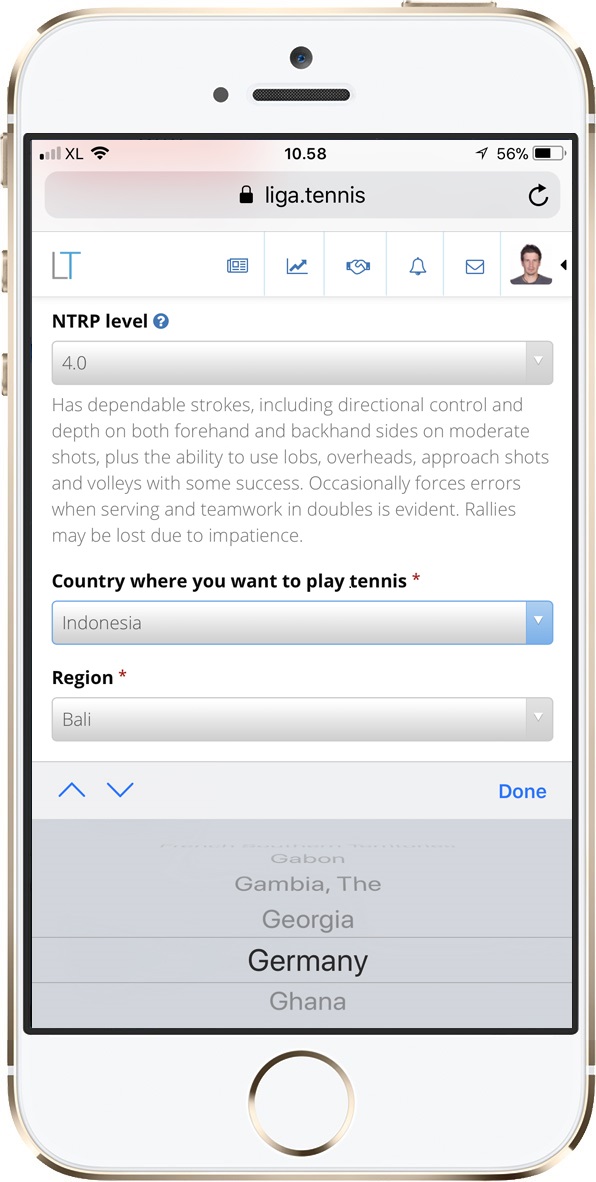 XL 10.58 56%
liga.tennis
LT
NTRP level ?
4.0
Has dependable strokes, including directional control and
depth on both forehand and backhand sides on moderate
shots, plus the ability to use lobs, overheads, approach shots
and volleys with some success. Occasionally forces errors
when serving and teamwork in doubles is evident. Rallies
may be lost due to impatience.
Country where you want to play tennis *
Indonesia
Region *
Bali
Done
French Southern Territories
Gabon
Gambia, The
Georgia
Germany
Ghana